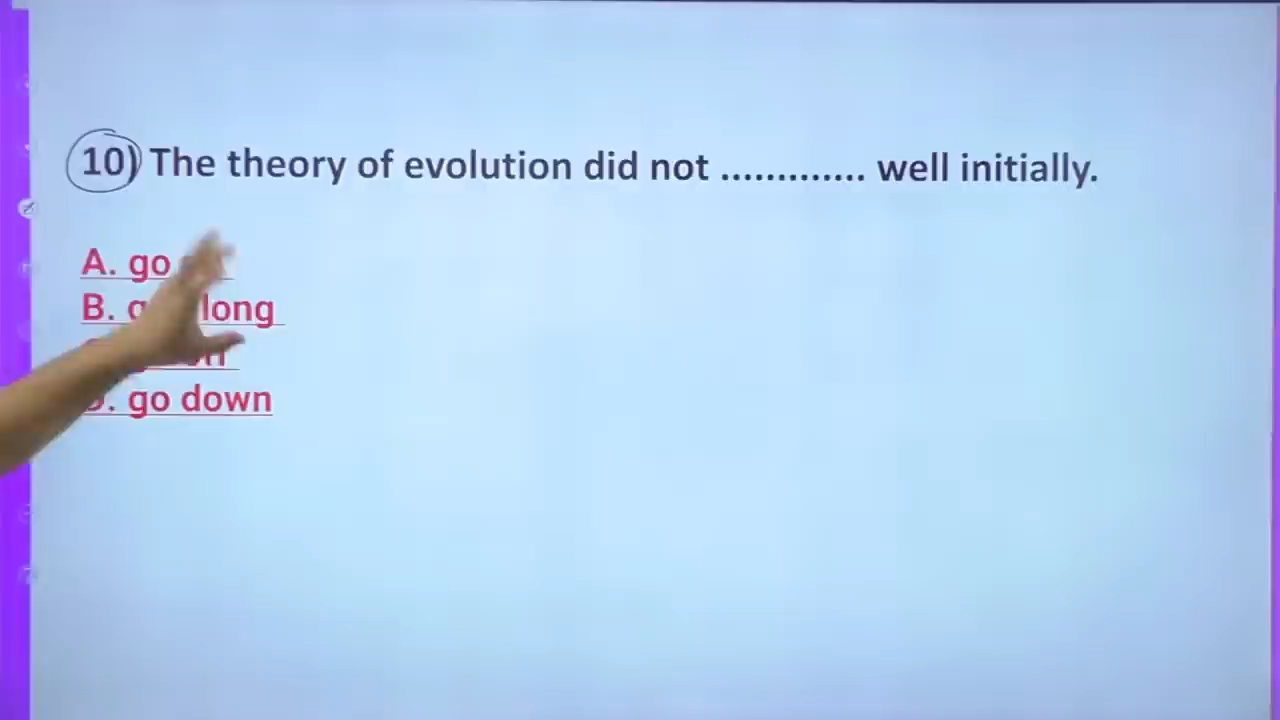 10) The theory of evolution did not ............. well initially.
A. go
B. long
D. go down